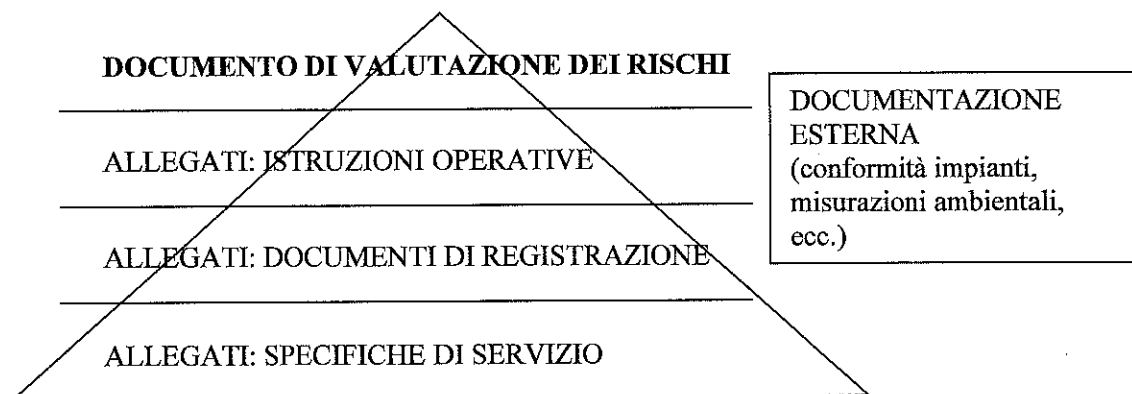 DOCUMENTO DI VALUTAZIONE DEI RISCHI
ALLEGATI: ISTRUZIONI OPERATIVE
ALLEGATI: DOCUMENTI DI REGISTRAZIONE
ALLEGATI: SPECIFICHE DI SERVIZIO
DOCUMENTAZIONE
ESTERNA
(conformità impianti,
misurazioni ambientali,
ecc.)